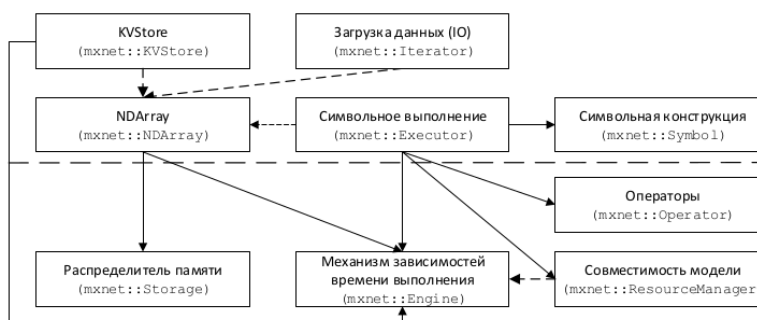 KVStore
(mxnet::KVStore)
Загрузка данных (IO)
(mxnet::Iterator)
NDArray
(mxnet::NDArray)
Символьное выполнение
(mxnet::Executor)
Символьная конструкция
(mxnet::Symbol)
Операторы
(mxnet::Operator)
Распределитель памяти
(mxnet::Storage)
Механизм зависимостей
времени выполнения
(mxnet::Engine)
Совместимость модели
(mxnet::ResourceManager)